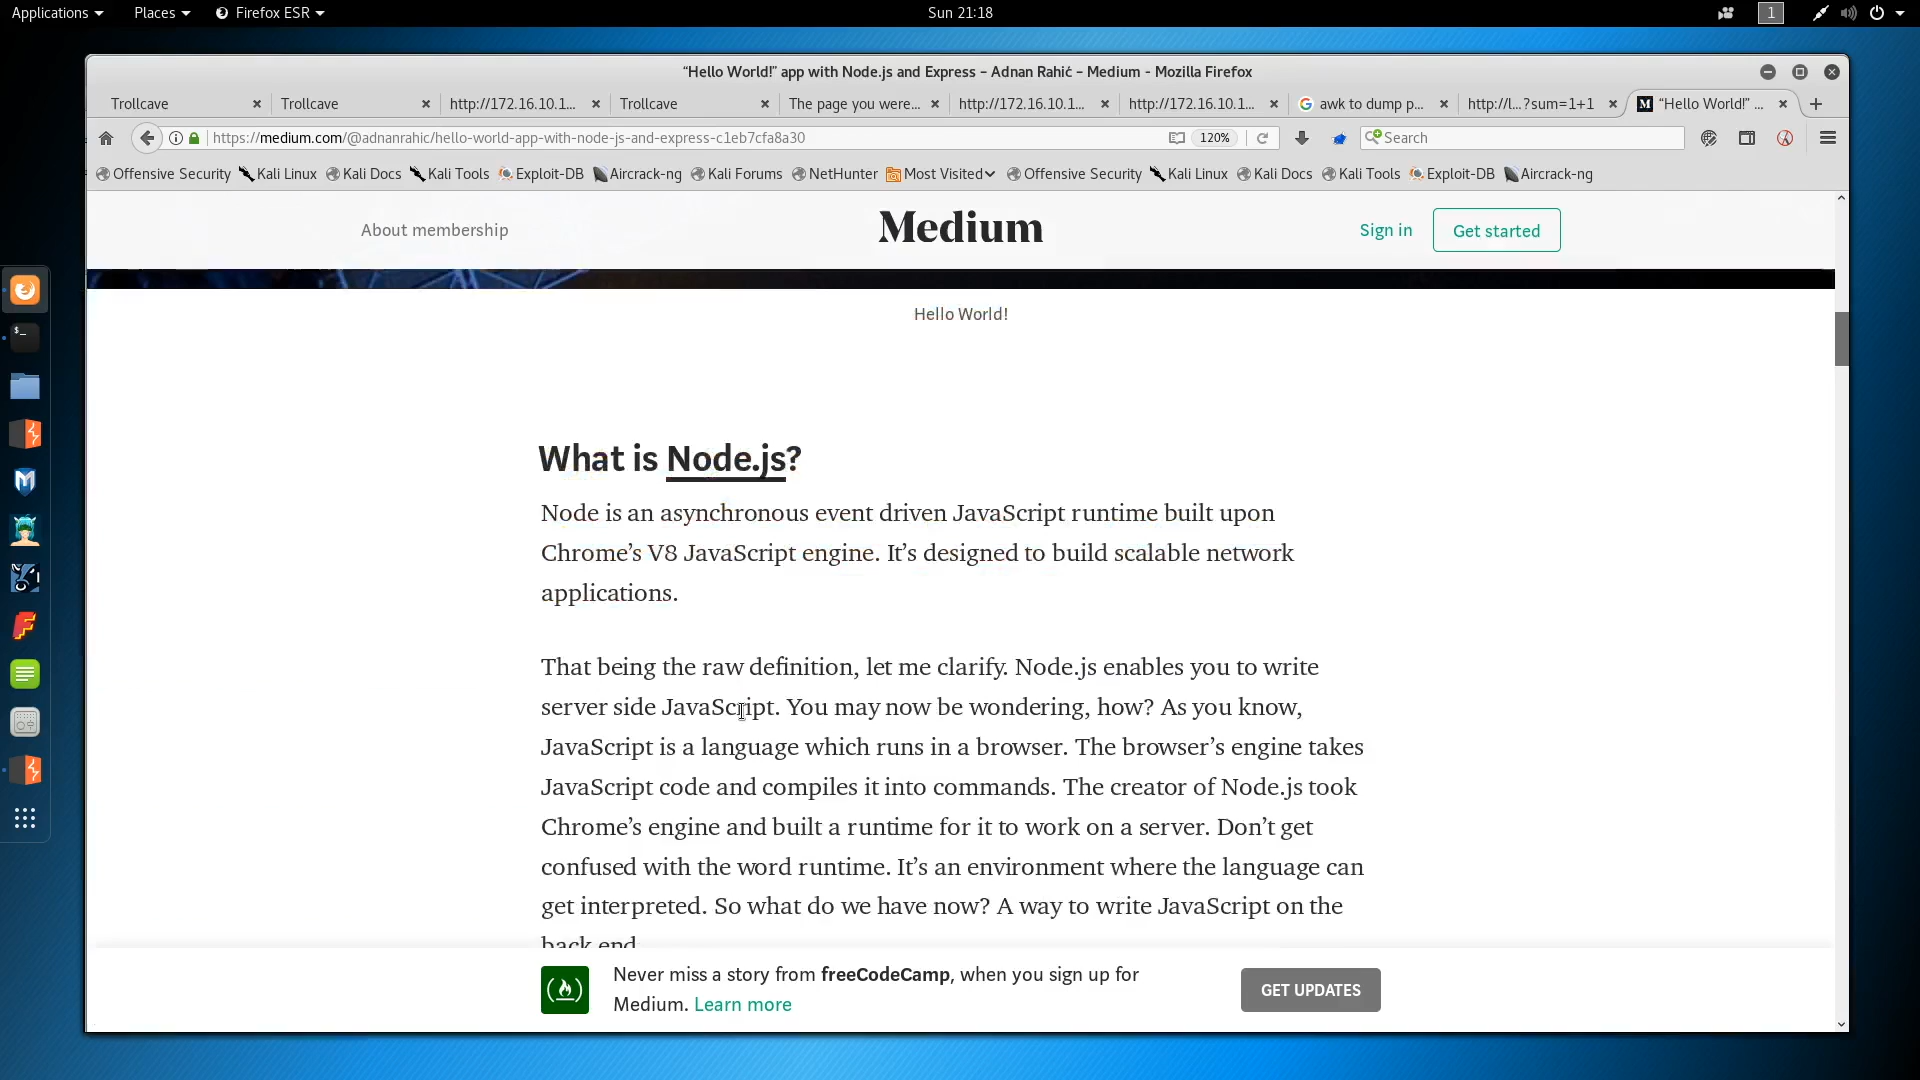 Applications Places Firefox ESR Sun 21:18 1
“Hello World!” app with Node.js and Express – Adnan Rahić – Medium - Mozilla Firefox
Trollcave Trollcave http://172.16.10.1... Trollcave The page you were... http://172.16.10.1... http://172.16.10.1... awk to dump p... http://l...?sum=1+1 “Hello World!” ...
https://medium.com/@adnanrahic/hello-world-app-with-node-js-and-express-c1eb7cfa8a30 120% Search
Offensive Security Kali Linux Kali Docs Kali Tools Exploit-DB Aircrack-ng Kali Forums NetHunter Most Visited Offensive Security Kali Linux Kali Docs Kali Tools Exploit-DB Aircrack-ng
About membership Medium Sign in Get started
Hello World!
What is Node.js?
Node is an asynchronous event driven JavaScript runtime built upon
Chrome’s V8 JavaScript engine. It’s designed to build scalable network
applications.
That being the raw definition, let me clarify. Node.js enables you to write
server side JavaScript. You may now be wondering, how? As you know,
JavaScript is a language which runs in a browser. The browser’s engine takes
JavaScript code and compiles it into commands. The creator of Node.js took
Chrome’s engine and built a runtime for it to work on a server. Don’t get
confused with the word runtime. It’s an environment where the language can
get interpreted. So what do we have now? A way to write JavaScript on the
back end
Never miss a story from freeCodeCamp, when you sign up for
Medium. Learn more
GET UPDATES